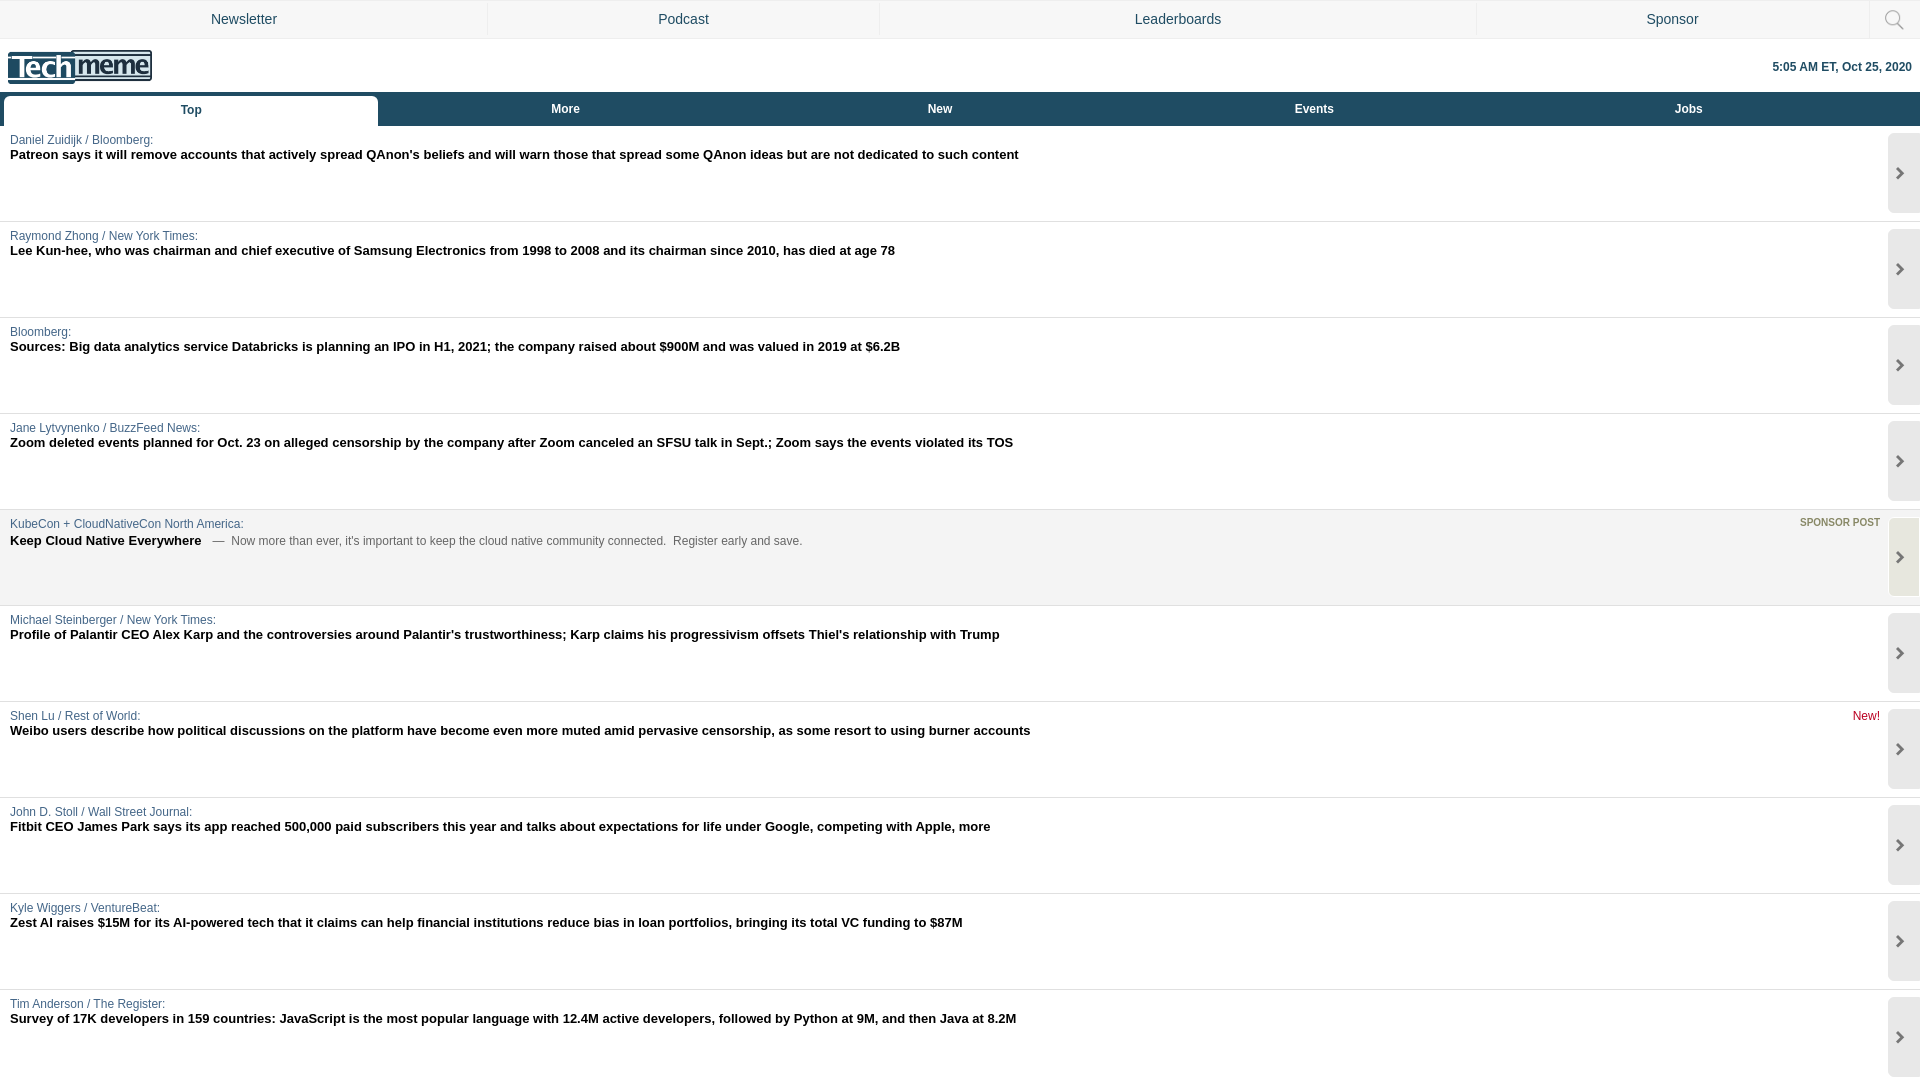 Newsletter
Podcast
Leaderboards
Sponsor
Techmeme
5:05 AM ET, Oct 25, 2020
Top
More
New
Events
Jobs
Daniel Zuidijk / Bloomberg:
Patreon says it will remove accounts that actively spread QAnon's beliefs and will warn those that spread some QAnon ideas but are not dedicated to such content
Raymond Zhong / New York Times:
Lee Kun-hee, who was chairman and chief executive of Samsung Electronics from 1998 to 2008 and its chairman since 2010, has died at age 78
Bloomberg:
Sources: Big data analytics service Databricks is planning an IPO in H1, 2021; the company raised about $900M and was valued in 2019 at $6.2B
Jane Lytvynenko / BuzzFeed News:
Zoom deleted events planned for Oct. 23 on alleged censorship by the company after Zoom canceled an SFSU talk in Sept.; Zoom says the events violated its TOS
KubeCon + CloudNativeCon North America:
SPONSOR POST
Keep Cloud Native Everywhere — Now more than ever, it's important to keep the cloud native community connected. Register early and save.
Michael Steinberger / New York Times:
Profile of Palantir CEO Alex Karp and the controversies around Palantir's trustworthiness; Karp claims his progressivism offsets Thiel's relationship with Trump
Shen Lu / Rest of World:
New!
Weibo users describe how political discussions on the platform have become even more muted amid pervasive censorship, as some resort to using burner accounts
John D. Stoll / Wall Street Journal:
Fitbit CEO James Park says its app reached 500,000 paid subscribers this year and talks about expectations for life under Google, competing with Apple, more
Kyle Wiggers / VentureBeat:
Zest AI raises $15M for its AI-powered tech that it claims can help financial institutions reduce bias in loan portfolios, bringing its total VC funding to $87M
Tim Anderson / The Register:
Survey of 17K developers in 159 countries: JavaScript is the most popular language with 12.4M active developers, followed by Python at 9M, and then Java at 8.2M